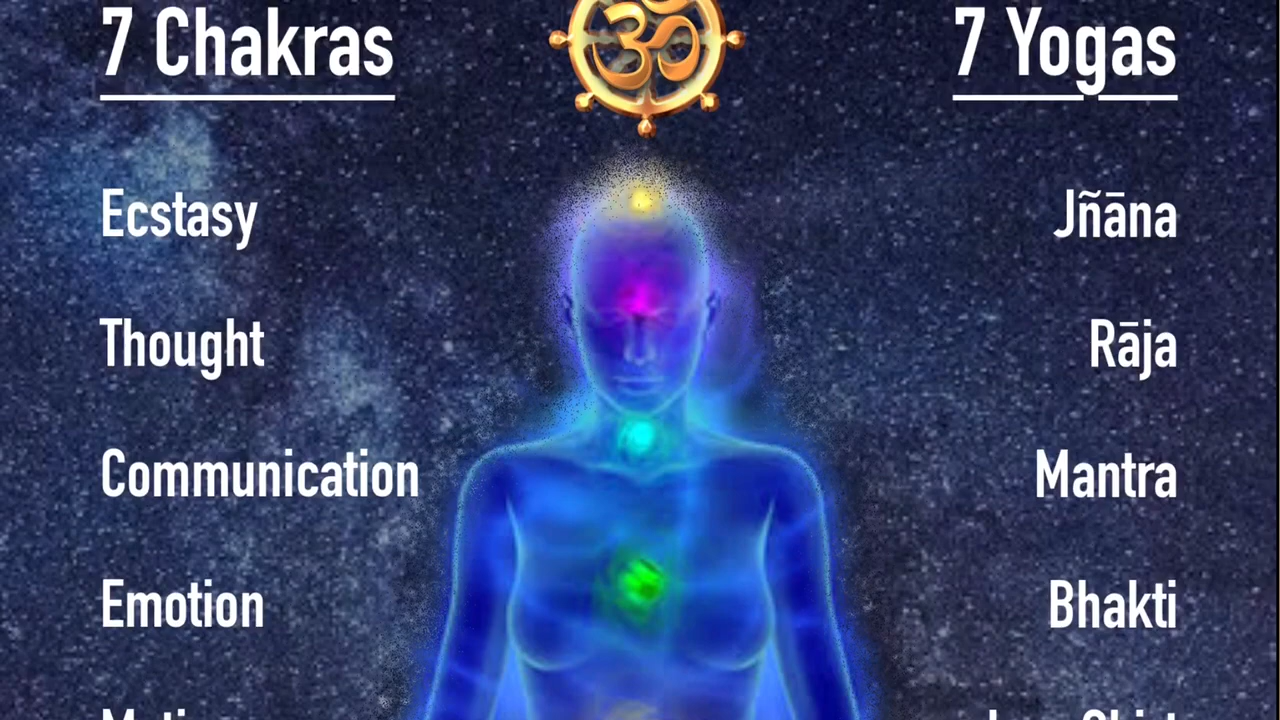 7 Chakras
ॐ
7 Yogas
Ecstasy
Jñāna
Thought
Rāja
Communication
Mantra
Emotion
Bhakti